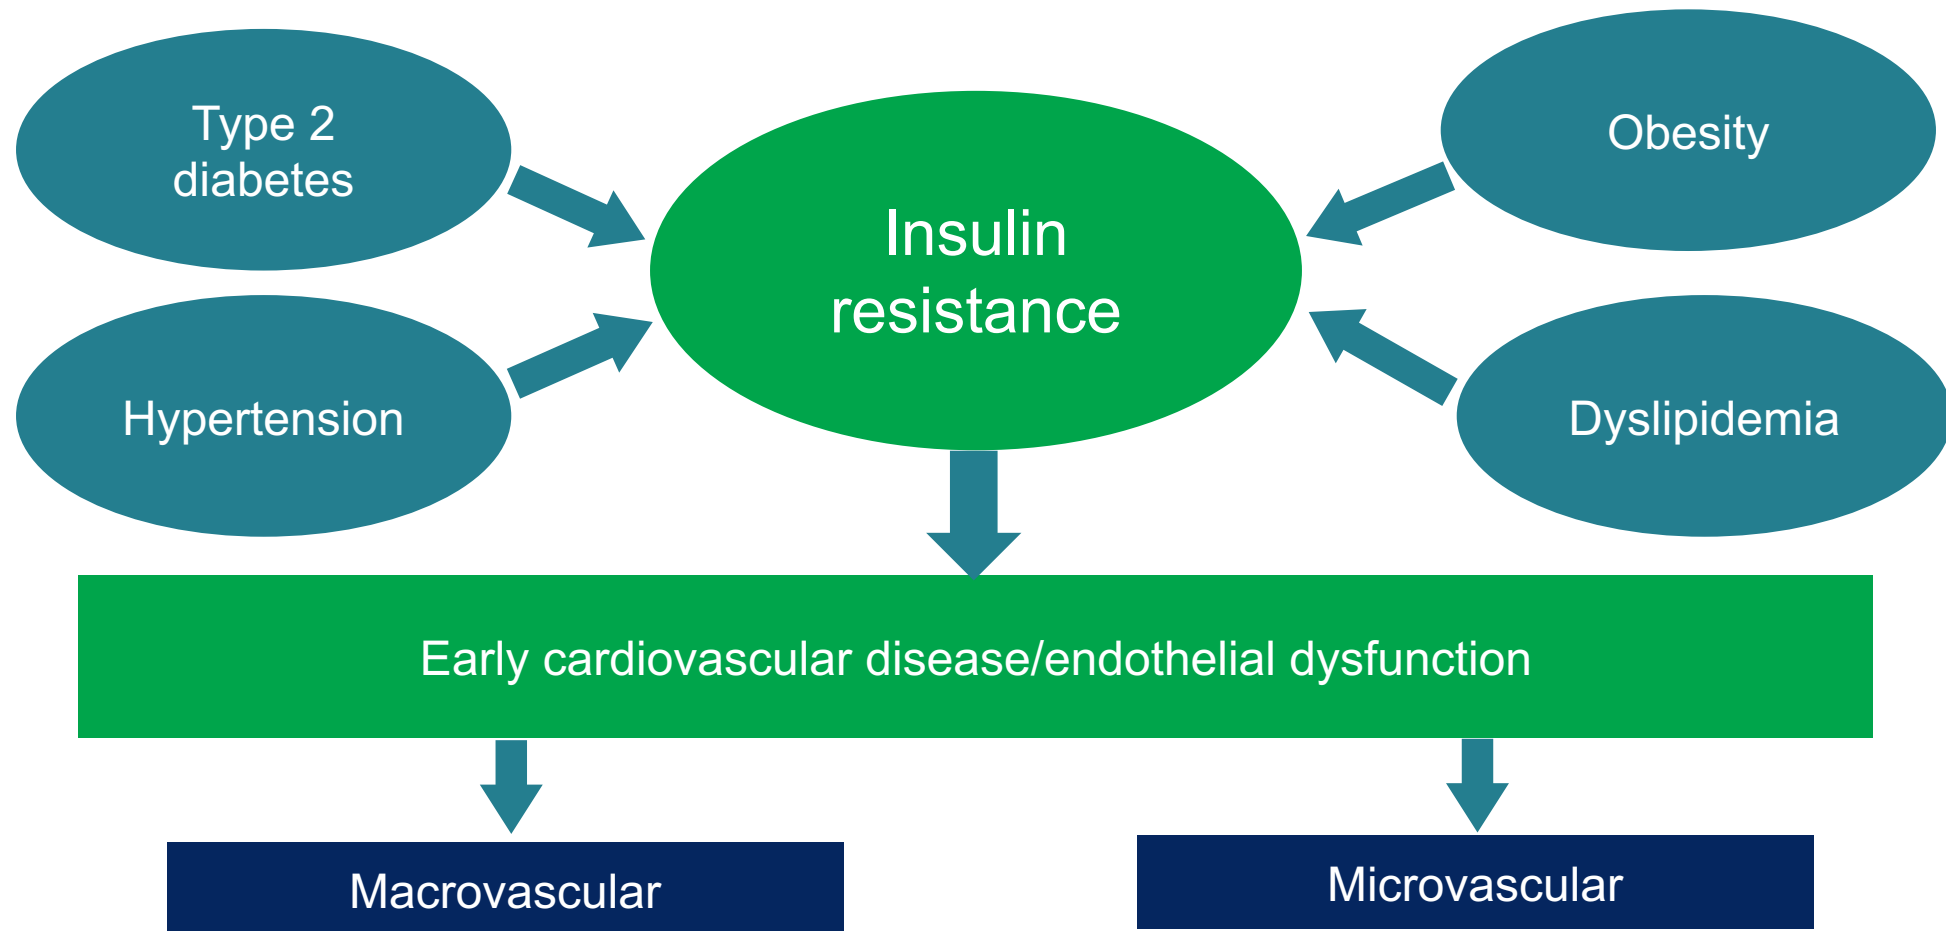 Type 2
diabetes
Hypertension
Insulin
resistance
Obesity
Dyslipidemia
Early cardiovascular disease/endothelial dysfunction
Macrovascular
Microvascular